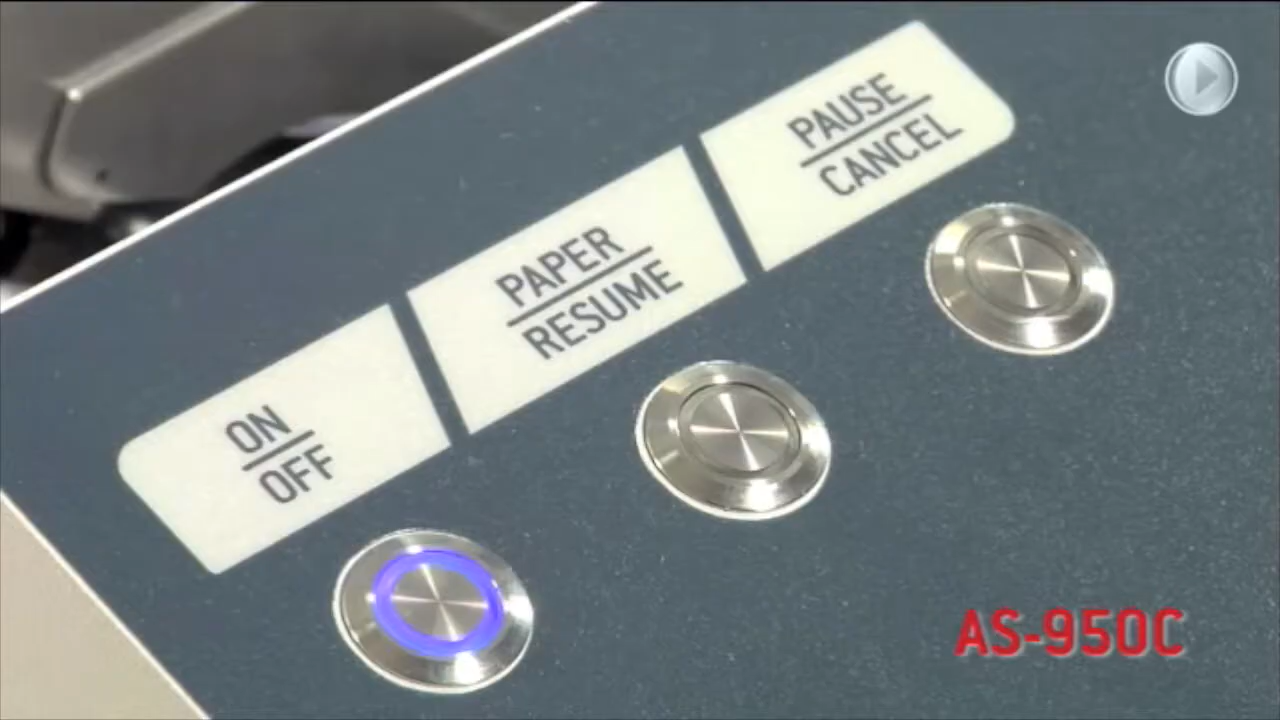 PAUSE
CANCEL
PAPER
RESUME
ON
OFF
AS-950C